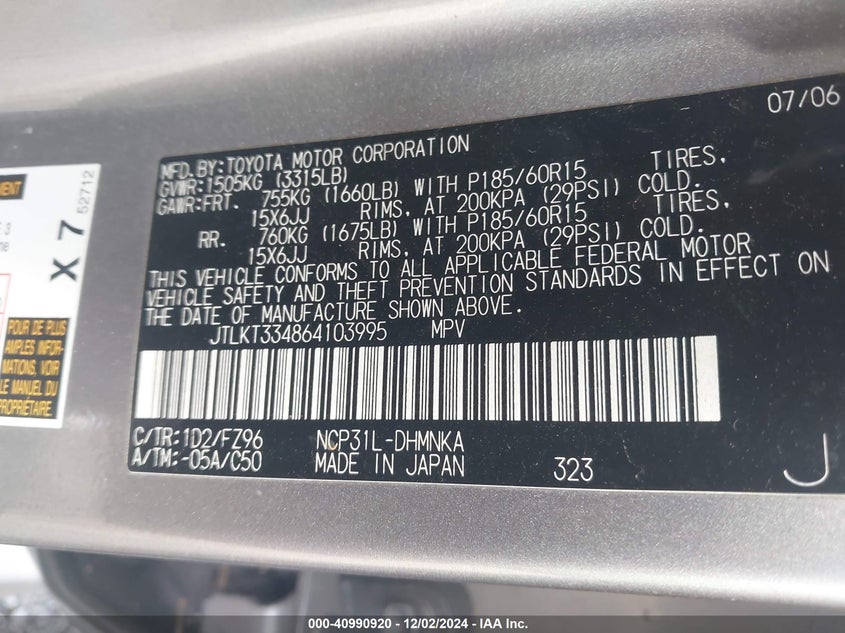 07/06
MFD. BY: TOYOTA MOTOR CORPORATION
GVWR: 1505KG (3315LB)
GAWR: FRT. 755KG (1660LB) WITH P185/60R15 TIRES,
15X6JJ RIMS, AT 200KPA (29PSI) COLD.
RR. 760KG (1675LB) WITH P185/60R15 TIRES,
15X6JJ RIMS, AT 200KPA (29PSI) COLD.
THIS VEHICLE CONFORMS TO ALL APPLICABLE FEDERAL MOTOR
VEHICLE SAFETY AND THEFT PREVENTION STANDARDS IN EFFECT ON
THE DATE OF MANUFACTURE SHOWN ABOVE.
JTLKT334864103995 MPV
C/TR: 1D2/FZ96 NCP31L-DHMNKA
A/TM: -05A/C50 MADE IN JAPAN 323
J
X 7
52712
POUR DE PLUS
AMPLES INFOR-
MATIONS, VOIR
LE MANUEL DU
PROPRIÉTAIRE.
000-40990920 - 12/02/2024 - IAA Inc.